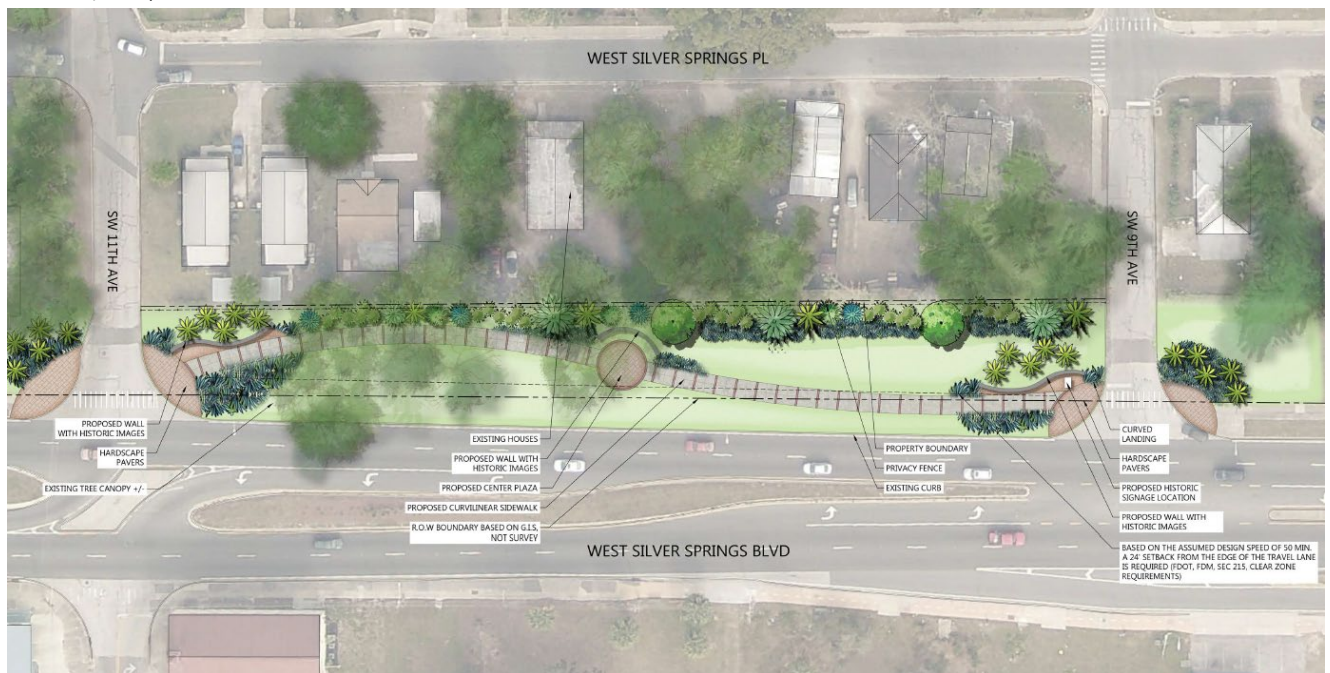 WEST SILVER SPRINGS PL
SW 11TH AVE
SW 9TH AVE
PROPOSED WALL
WITH HISTORIC IMAGES
HARDSCAPE
PAVERS
EXISTING TREE CANOPY +/-
EXISTING HOUSES
PROPOSED WALL WITH
HISTORIC IMAGES
PROPOSED CENTER PLAZA
PROPOSED CURVILINEAR SIDEWALK
R.O.W BOUNDARY BASED ON G.I.S,
NOT SURVEY
PROPERTY BOUNDARY
PRIVACY FENCE
EXISTING CURB
CURVED
LANDING
HARDSCAPE
PAVERS
PROPOSED HISTORIC
SIGNAGE LOCATION
PROPOSED WALL WITH
HISTORIC IMAGES
BASED ON THE ASSUMED DESIGN SPEED OF 50 MIN.
A 24' SETBACK FROM THE EDGE OF THE TRAVEL LANE
IS REQUIRED (FDOT, FDM, SEC 215, CLEAR ZONE
REQUIREMENTS)
WEST SILVER SPRINGS BLVD